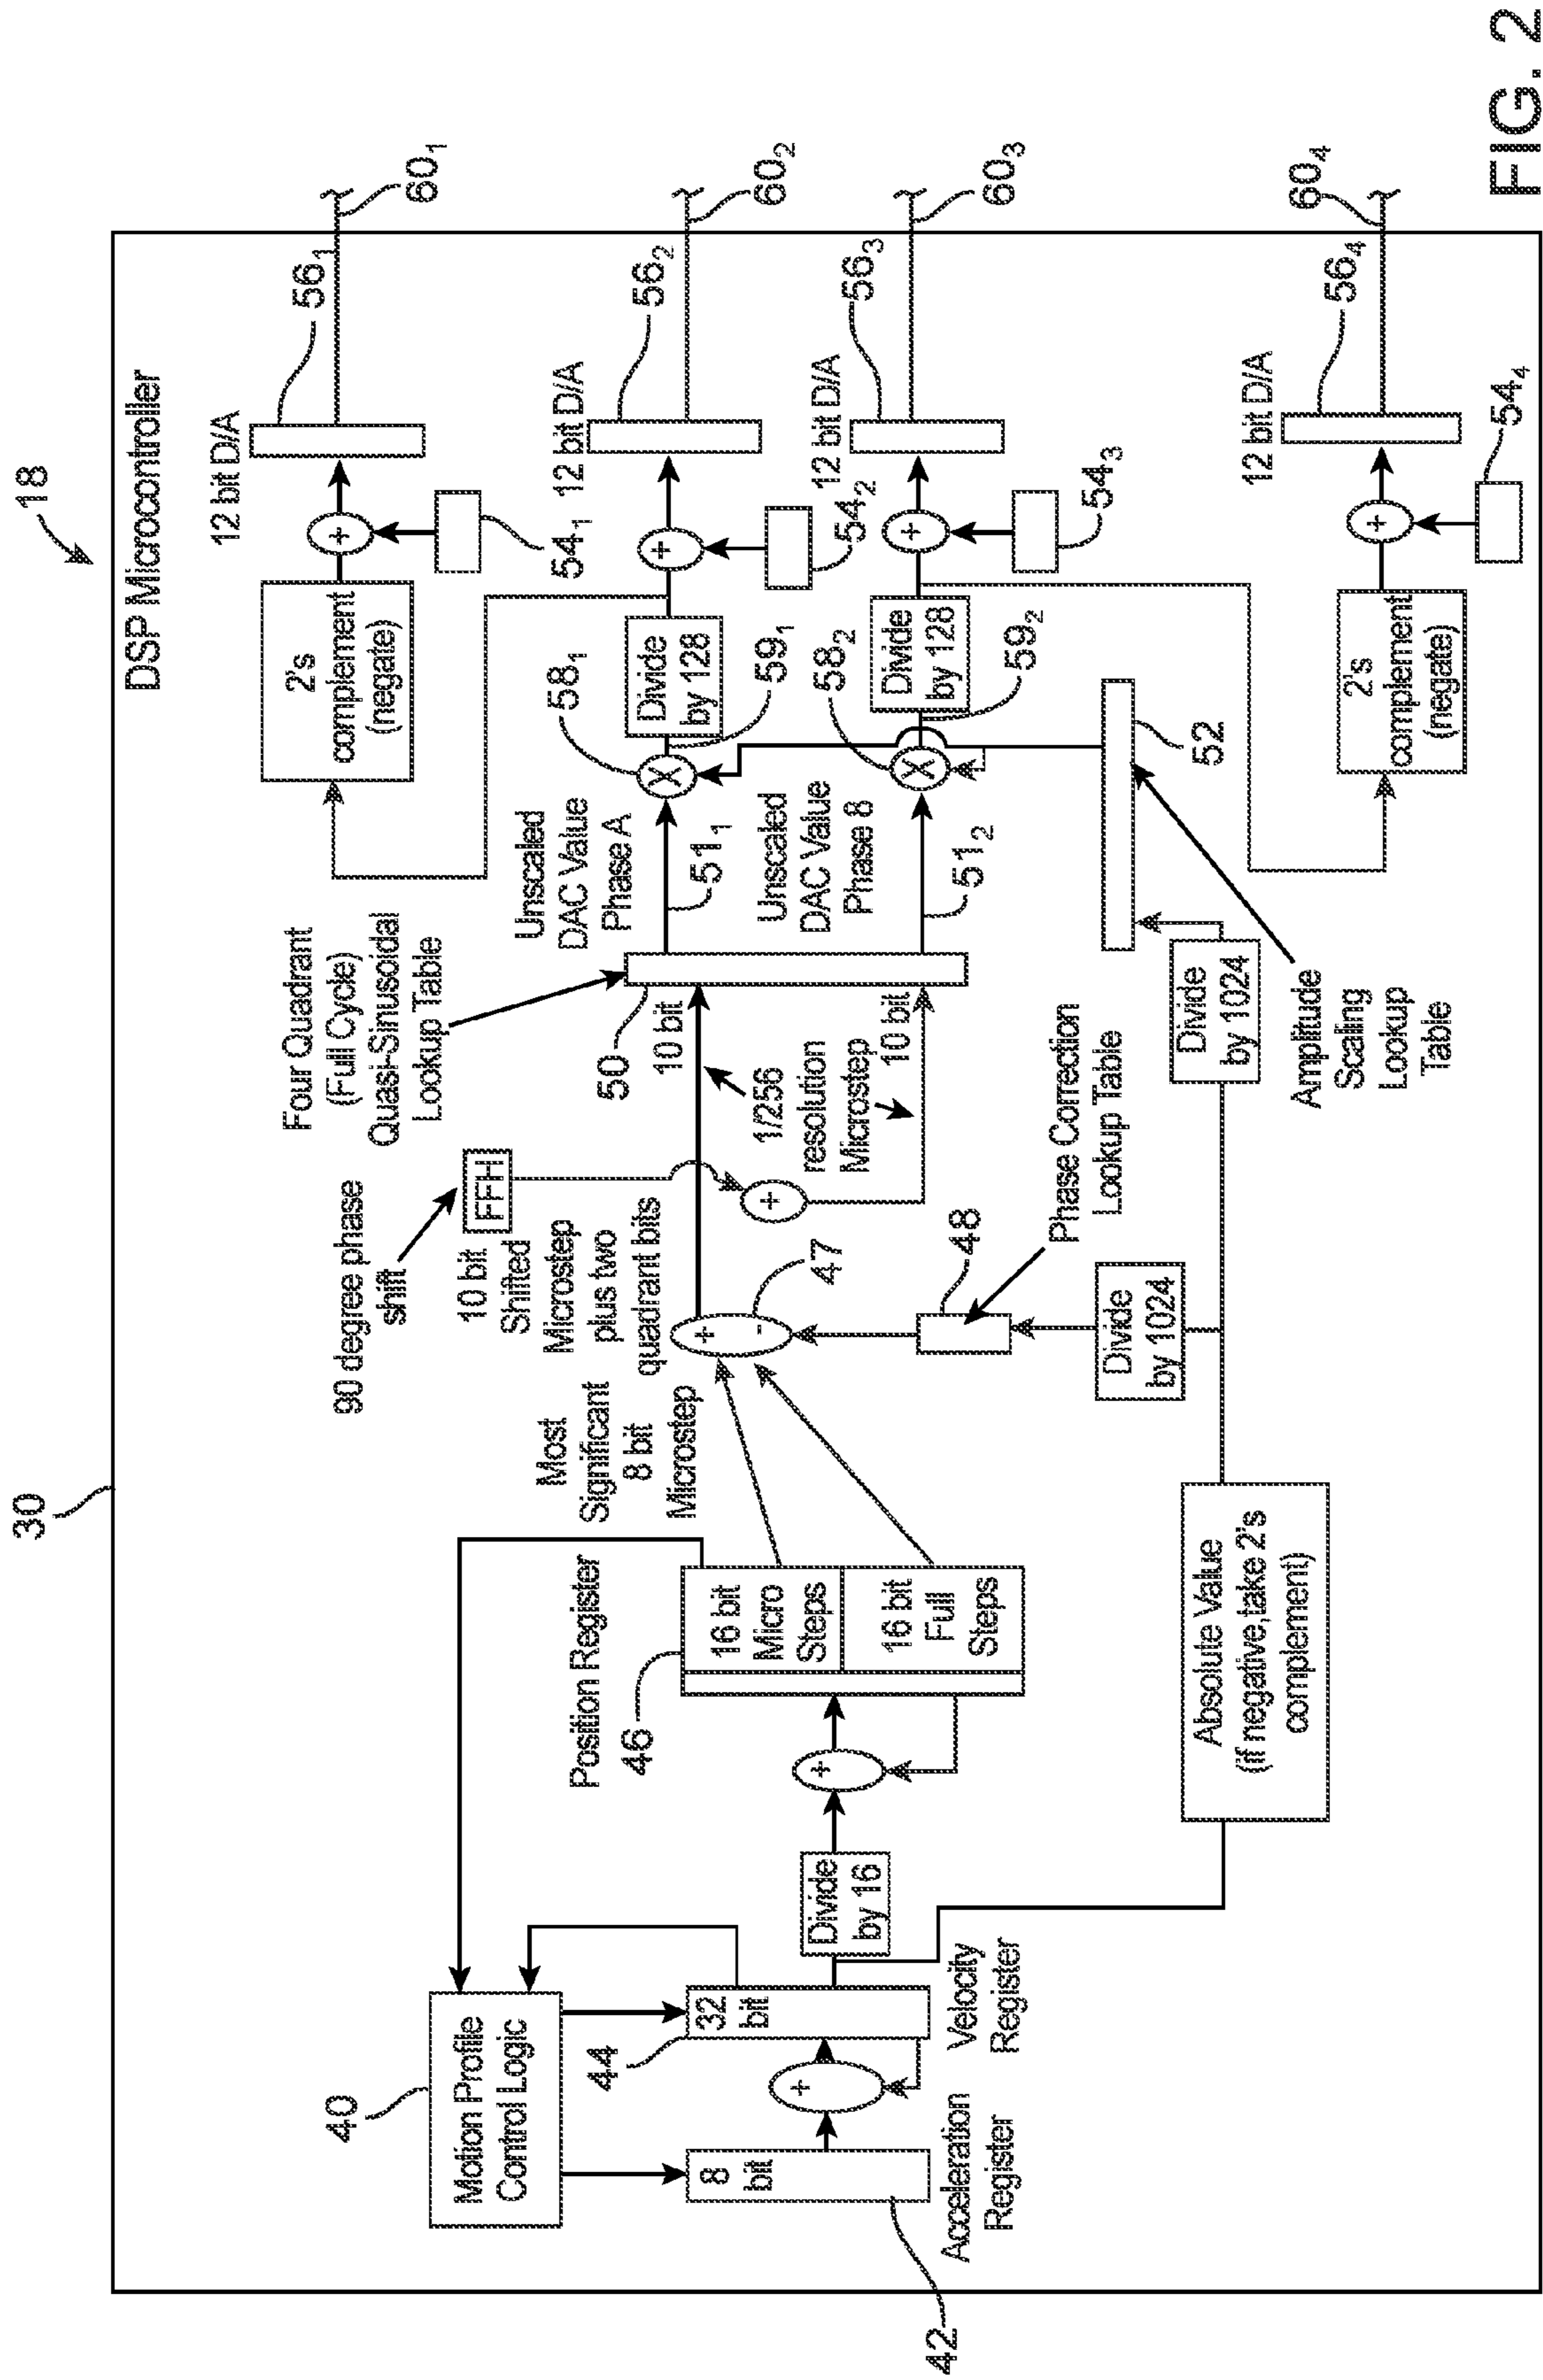 18
30
DSP Microcontroller
40
Motion Profile
Control Logic
42
8
bit
Acceleration
Register
+
44
32
bit
Velocity
Register
Divide
by 16
+
Position Register
46
16 bit
Micro
Steps
16 bit
Full
Steps
Absolute Value
(if negative,take 2's
complement)
Most
Significant
8 bit
Microstep
90 degree phase
shift
FFH
10 bit
Shifted
Microstep
plus two
quadrant bits
+
-
47
48
Phase Correction
Lookup Table
Divide
by 1024
+
1/256
resolution
Microstep
10 bit
10 bit
50
Four Quadrant
(Full Cycle)
Quasi-Sinusoidal
Lookup Table
Divide
by 1024
Amplitude
Scaling
Lookup
Table
52
Unscaled
DAC Value
Phase A
51₁
Unscaled
DAC Value
Phase 8
51₂
X
58₁
X
58₂
Divide
by 128
59₁
Divide
by 128
59₂
2's
complement
(negate)
2's
complement
(negate)
+
54₁
+
54₂
+
54₃
+
54₄
12 bit D/A
56₁
12 bit D/A
56₂
12 bit D/A
56₃
12 bit D/A
56₄
60₁
60₂
60₃
60₄
FIG. 2